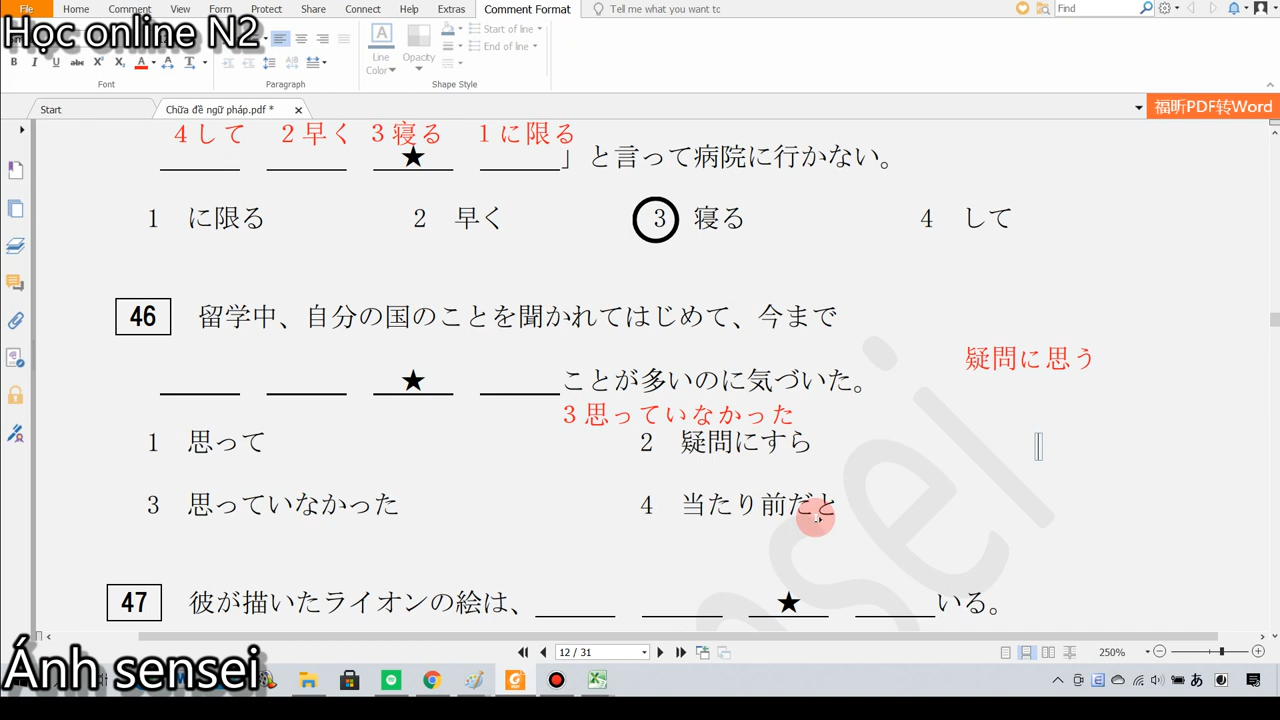 File Home Comment View Form Protect Share Connect Help Extras Comment Format Tell me what you want tc Find
Học online N2
Line Color Opacity Start of line End of line
Font Paragraph Shape Style
Start Chữa đề ngữ pháp.pdf * 福昕PDF转Word
4して 2早く 3寝る 1に限る
★ 」と言って病院に行かない。
1 に限る 2 早く 3 寝る 4 して
46 留学中、自分の国のことを聞かれてはじめて、今まで
疑問に思う
★ ことが多いのに気づいた。
3思っていなかった
1 思って 2 疑問にすら
3 思っていなかった 4 当たり前だと
47 彼が描いたライオンの絵は、 ★ いる。
Ánh sensei
12 / 31 250%